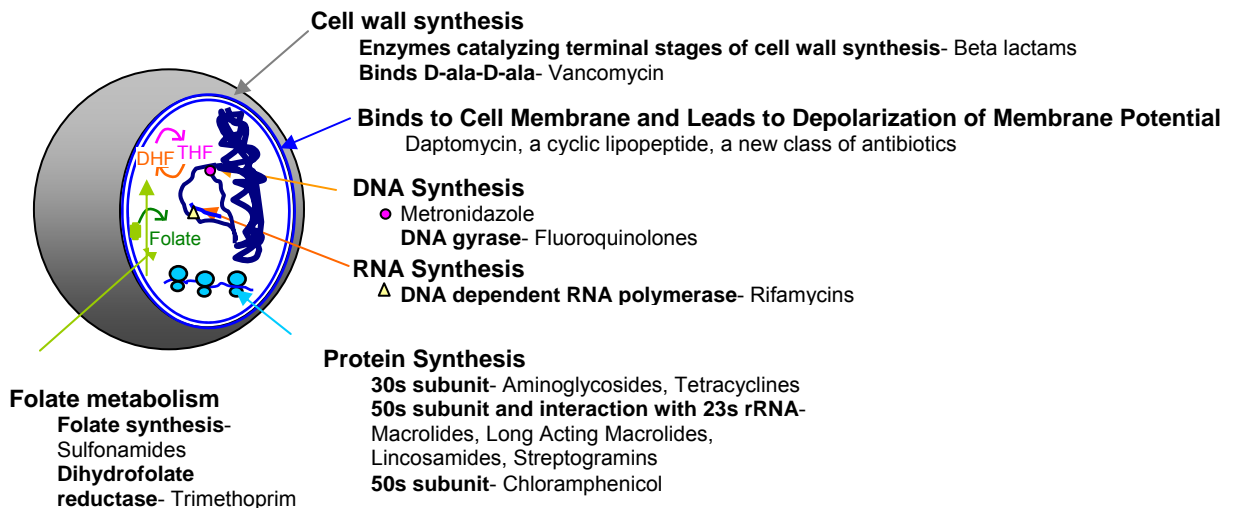 Cell wall synthesis
Enzymes catalyzing terminal stages of cell wall synthesis- Beta lactams
Binds D-ala-D-ala- Vancomycin
Binds to Cell Membrane and Leads to Depolarization of Membrane Potential
Daptomycin, a cyclic lipopeptide, a new class of antibiotics
DHF THF
Folate
DNA Synthesis
Metronidazole
DNA gyrase- Fluoroquinolones
RNA Synthesis
DNA dependent RNA polymerase- Rifamycins
Protein Synthesis
30s subunit- Aminoglycosides, Tetracyclines
50s subunit and interaction with 23s rRNA-
Macrolides, Long Acting Macrolides,
Lincosamides, Streptogramins
50s subunit- Chloramphenicol
Folate metabolism
Folate synthesis-
Sulfonamides
Dihydrofolate
reductase- Trimethoprim